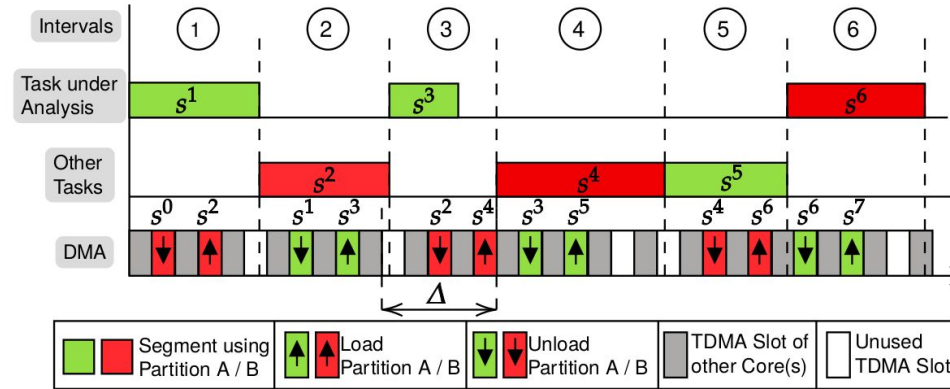 Intervals 1 2 3 4 5 6
Task under
Analysis
s¹ s³ s⁶
Other
Tasks
s² s⁴ s⁵
s⁰ s² s¹ s³ s² s⁴ s³ s⁵ s⁴ s⁶ s⁶ s⁷
DMA
Δ
Segment using
Partition A / B
Load
Partition A / B
Unload
Partition A / B
TDMA Slot of
other Core(s)
Unused
TDMA Slot